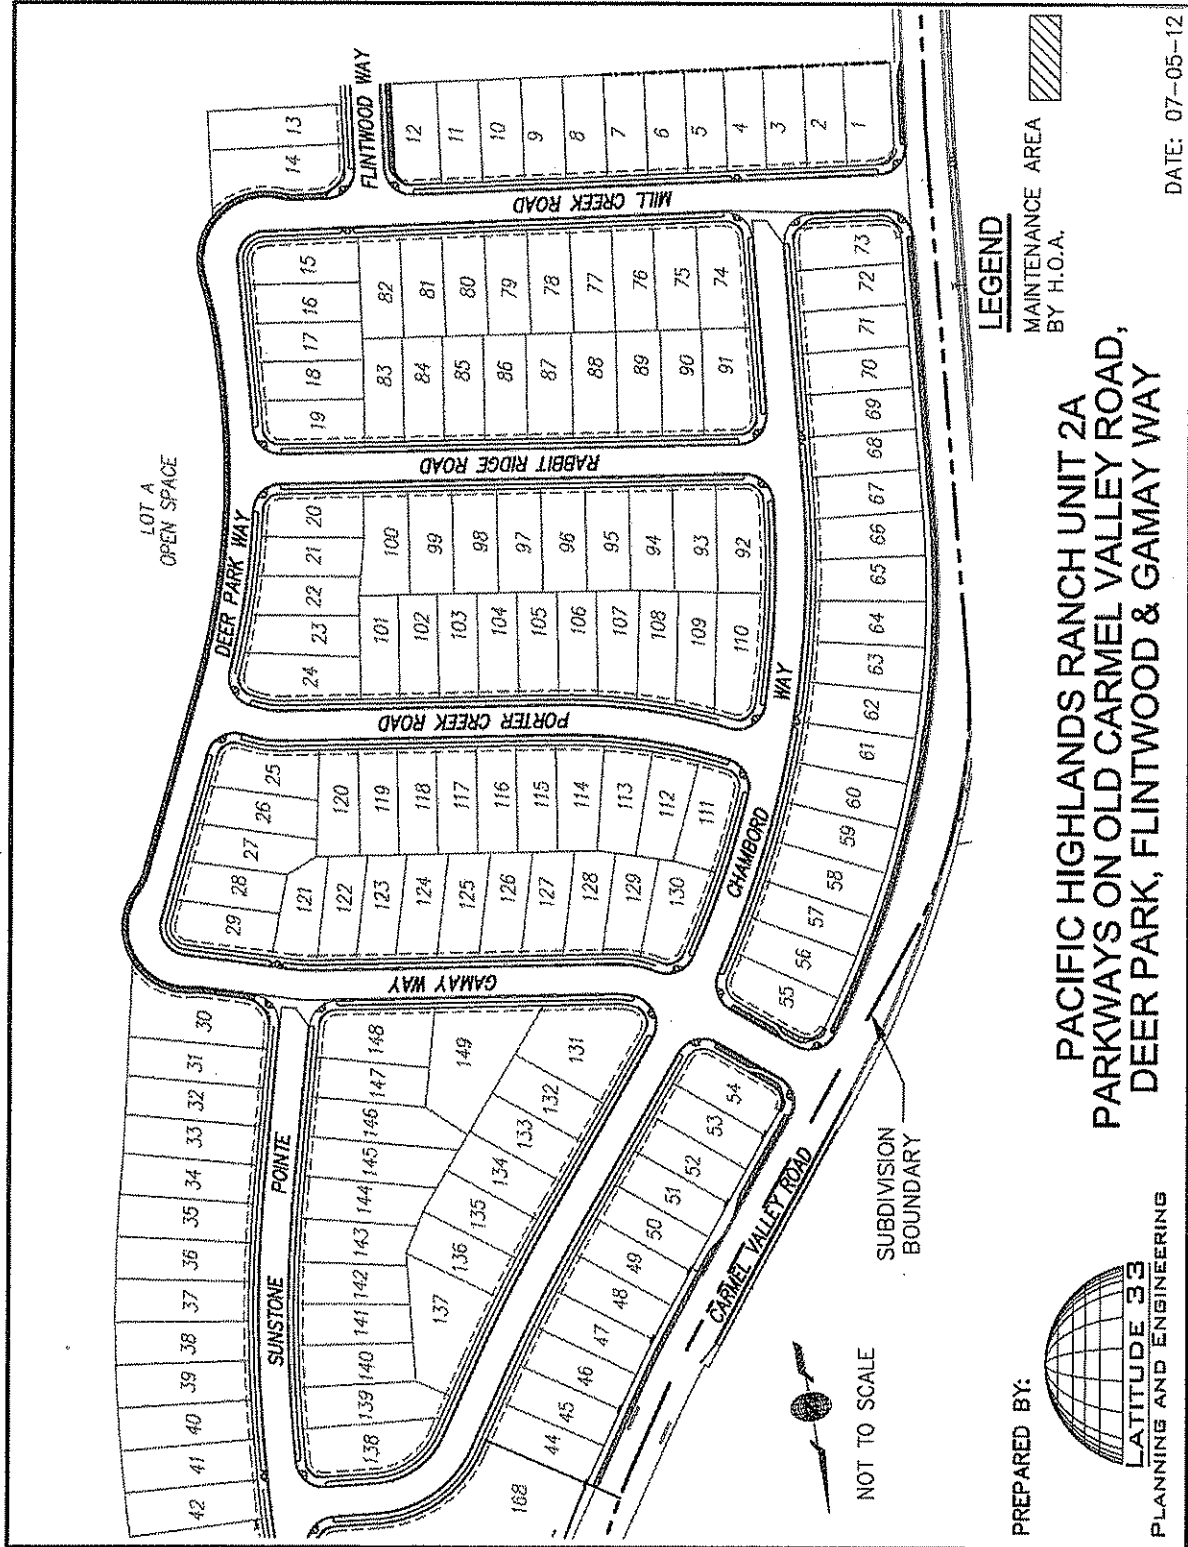 LOT A
OPEN SPACE
FLINTWOOD WAY
DEER PARK WAY
MILL CREEK ROAD
RABBIT RIDGE ROAD
PORTER CREEK ROAD
GAMAY WAY
SUNSTONE POINTE
CHAMBORD WAY
CARMEL VALLEY ROAD
42 41 40 39 38 37 36 35 34 33 32 31 30
29 28 27 26 25
24 23 22 21 20
19 18 17 16 15
14 13
12 11 10 9 8 7 6 5 4 3 2 1
82 81 80 79 78 77 76 75 74
83 84 85 86 87 88 89 90 91
100 99 98 97 96 95 94 93 92
101 102 103 104 105 106 107 108 109 110
120 119 118 117 116 115 114 113 112 111
121 122 123 124 125 126 127 128 129 130
138 139 140 141 142 143 144 145 146 147 148
149
137 136 135 134 133 132 131
168
44 45 46 47 48 49 50 51 52 53 54
55 56 57 58 59 60 61 62 63 64 65 66 67 68 69 70 71 72 73
SUBDIVISION
BOUNDARY
NOT TO SCALE
LEGEND
MAINTENANCE AREA
BY H.O.A.
PREPARED BY:
LATITUDE 33
PLANNING AND ENGINEERING
PACIFIC HIGHLANDS RANCH UNIT 2A
PARKWAYS ON OLD CARMEL VALLEY ROAD,
DEER PARK, FLINTWOOD & GAMAY WAY
DATE: 07-05-12